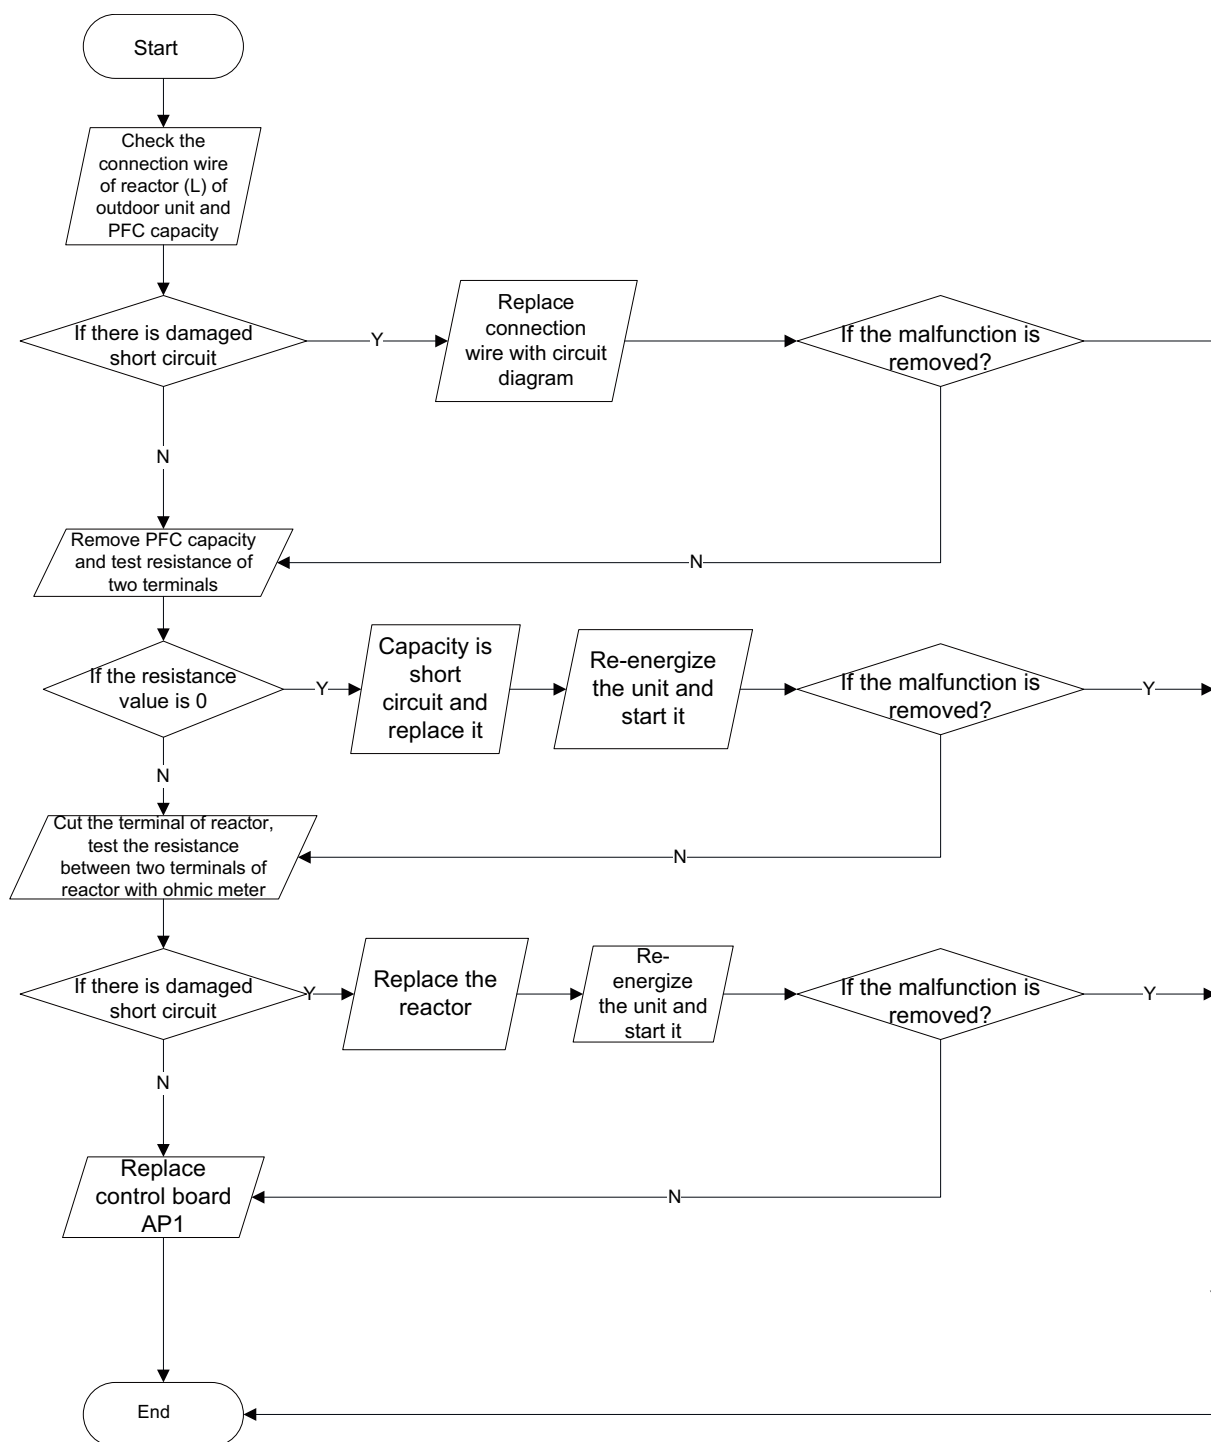 Start
Check the
connection wire
of reactor (L) of
outdoor unit and
PFC capacity
If there is damaged
short circuit
Y
Replace
connection
wire with circuit
diagram
If the malfunction is
removed?
N
Remove PFC capacity
and test resistance of
two terminals
N
If the resistance
value is 0
Y
Capacity is
short
circuit and
replace it
Re-energize
the unit and
start it
If the malfunction is
removed?
Y
N
Cut the terminal of reactor,
test the resistance
between two terminals of
reactor with ohmic meter
N
If there is damaged
short circuit
Y
Replace the
reactor
Re-
energize
the unit and
start it
If the malfunction is
removed?
Y
N
Replace
control board
AP1
N
End